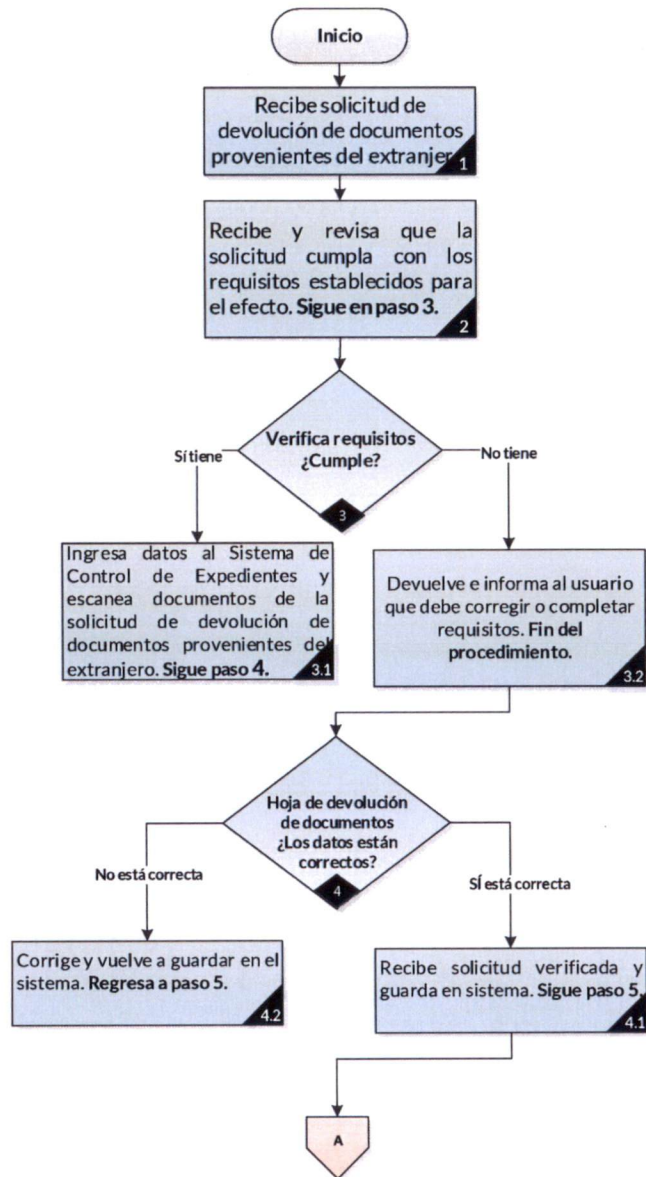 Inicio
Recibe solicitud de
devolución de documentos
provenientes del extranjer
1
Recibe y revisa que la
solicitud cumpla con los
requisitos establecidos para
el efecto. Sigue en paso 3.
2
Verifica requisitos
¿Cumple?
Sí tiene
No tiene
3
Ingresa datos al Sistema de
Control de Expedientes y
escanea documentos de la
solicitud de devolución de
documentos provenientes del
extranjero. Sigue paso 4.
3.1
Devuelve e informa al usuario
que debe corregir o completar
requisitos. Fin del
procedimiento.
3.2
Hoja de devolución
de documentos
¿Los datos están
correctos?
No está correcta
SÍ está correcta
4
Corrige y vuelve a guardar en el
sistema. Regresa a paso 5.
4.2
Recibe solicitud verificada y
guarda en sistema. Sigue paso 5.
4.1
A